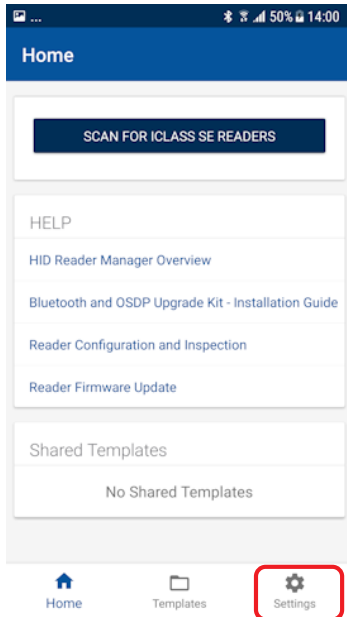 ... 50% 14:00
Home
SCAN FOR ICLASS SE READERS
HELP
HID Reader Manager Overview
Bluetooth and OSDP Upgrade Kit - Installation Guide
Reader Configuration and Inspection
Reader Firmware Update
Shared Templates
No Shared Templates
Home Templates Settings